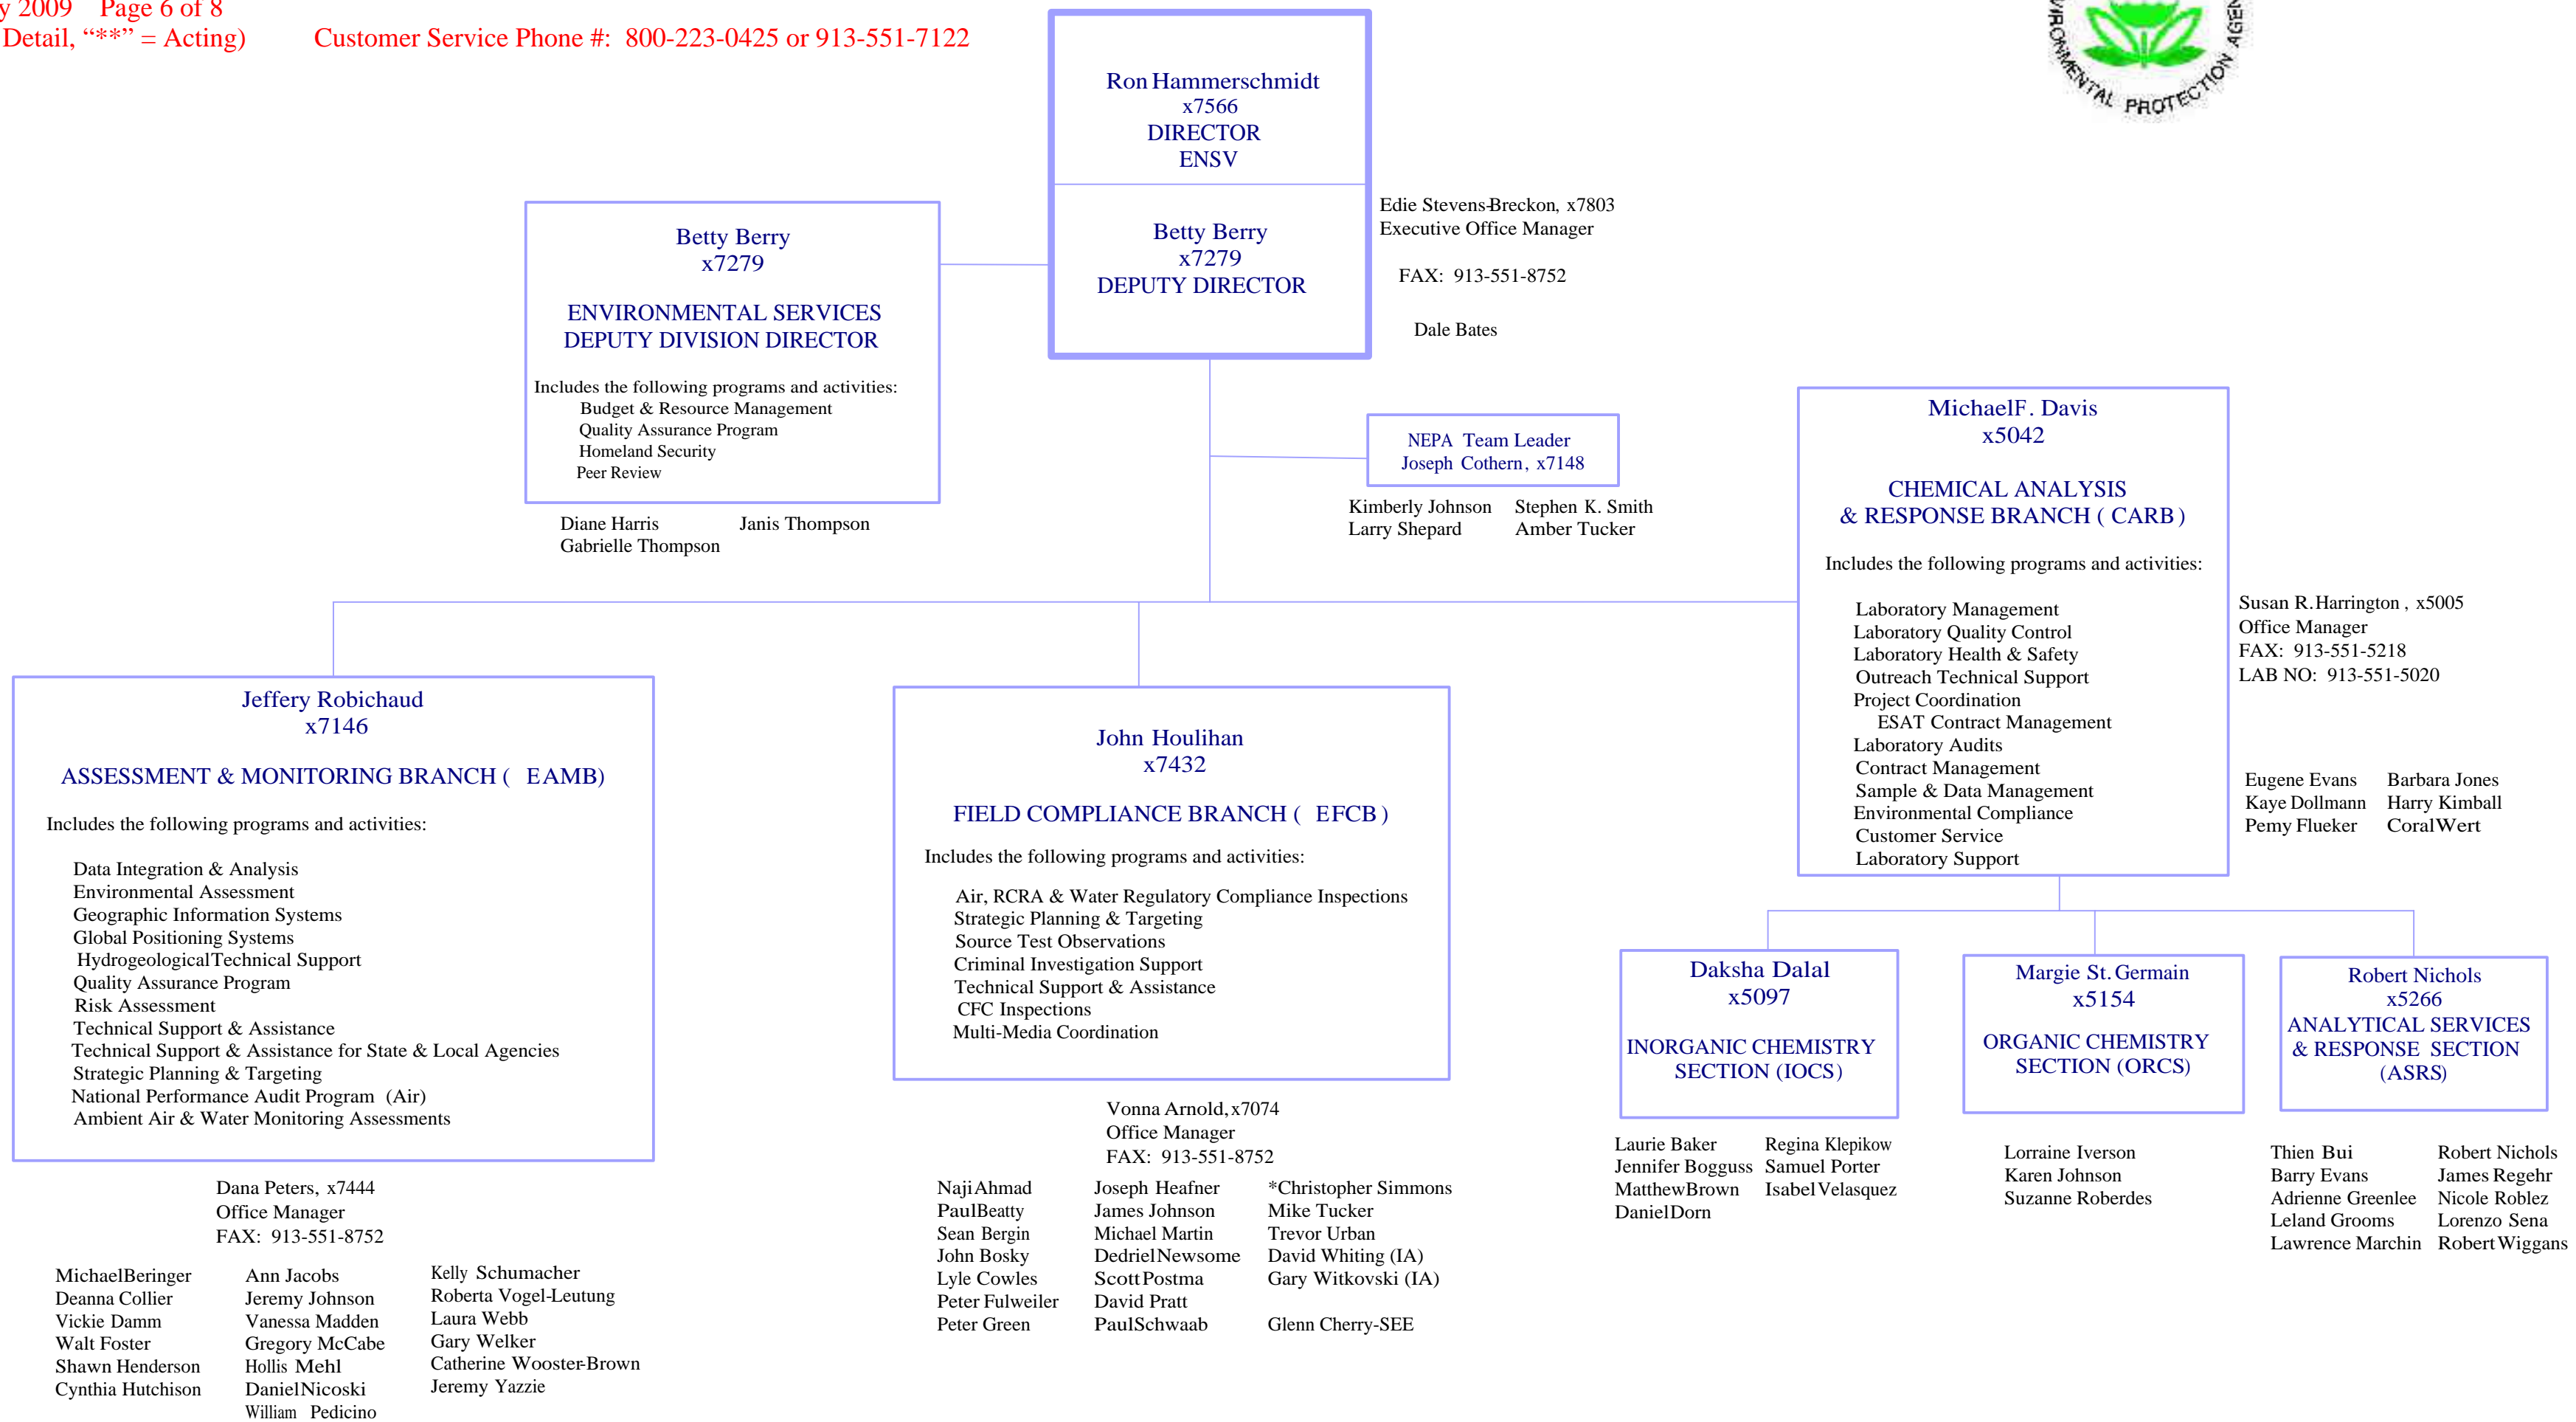 y 2009 Page 6 of 8
Detail, “**” = Acting) Customer Service Phone #: 800-223-0425 or 913-551-7122
ENTAL PROTECTION AGEN
Ron Hammerschmidt
x7566
DIRECTOR
ENSV
Betty Berry
x7279
DEPUTY DIRECTOR
Edie Stevens-Breckon, x7803
Executive Office Manager
FAX: 913-551-8752
Dale Bates
Betty Berry
x7279
ENVIRONMENTAL SERVICES
DEPUTY DIVISION DIRECTOR
Includes the following programs and activities:
Budget & Resource Management
Quality Assurance Program
Homeland Security
Peer Review
Diane Harris Janis Thompson
Gabrielle Thompson
NEPA Team Leader
Joseph Cothern, x7148
Kimberly Johnson Stephen K. Smith
Larry Shepard Amber Tucker
MichaelF. Davis
x5042
CHEMICAL ANALYSIS
& RESPONSE BRANCH ( CARB )
Includes the following programs and activities:
Laboratory Management
Laboratory Quality Control
Laboratory Health & Safety
Outreach Technical Support
Project Coordination
ESAT Contract Management
Laboratory Audits
Contract Management
Sample & Data Management
Environmental Compliance
Customer Service
Laboratory Support
Susan R.Harrington , x5005
Office Manager
FAX: 913-551-5218
LAB NO: 913-551-5020
Eugene Evans Barbara Jones
Kaye Dollmann Harry Kimball
Pemy Flueker CoralWert
Jeffery Robichaud
x7146
ASSESSMENT & MONITORING BRANCH ( EAMB)
Includes the following programs and activities:
Data Integration & Analysis
Environmental Assessment
Geographic Information Systems
Global Positioning Systems
HydrogeologicalTechnical Support
Quality Assurance Program
Risk Assessment
Technical Support & Assistance
Technical Support & Assistance for State & Local Agencies
Strategic Planning & Targeting
National Performance Audit Program (Air)
Ambient Air & Water Monitoring Assessments
Dana Peters, x7444
Office Manager
FAX: 913-551-8752
MichaelBeringer Ann Jacobs Kelly Schumacher
Deanna Collier Jeremy Johnson Roberta Vogel-Leutung
Vickie Damm Vanessa Madden Laura Webb
Walt Foster Gregory McCabe Gary Welker
Shawn Henderson Hollis Mehl Catherine Wooster-Brown
Cynthia Hutchison DanielNicoski Jeremy Yazzie
William Pedicino
John Houlihan
x7432
FIELD COMPLIANCE BRANCH ( EFCB )
Includes the following programs and activities:
Air, RCRA & Water Regulatory Compliance Inspections
Strategic Planning & Targeting
Source Test Observations
Criminal Investigation Support
Technical Support & Assistance
CFC Inspections
Multi-Media Coordination
Vonna Arnold, x7074
Office Manager
FAX: 913-551-8752
NajiAhmad Joseph Heafner *Christopher Simmons
PaulBeatty James Johnson Mike Tucker
Sean Bergin Michael Martin Trevor Urban
John Bosky DedrielNewsome David Whiting (IA)
Lyle Cowles ScottPostma Gary Witkovski (IA)
Peter Fulweiler David Pratt
Peter Green PaulSchwaab Glenn Cherry-SEE
Daksha Dalal
x5097
INORGANIC CHEMISTRY
SECTION (IOCS)
Laurie Baker Regina Klepikow
Jennifer Bogguss Samuel Porter
MatthewBrown IsabelVelasquez
DanielDorn
Margie St. Germain
x5154
ORGANIC CHEMISTRY
SECTION (ORCS)
Lorraine Iverson
Karen Johnson
Suzanne Roberdes
Robert Nichols
x5266
ANALYTICAL SERVICES
& RESPONSE SECTION
(ASRS)
Thien Bui Robert Nichols
Barry Evans James Regehr
Adrienne Greenlee Nicole Roblez
Leland Grooms Lorenzo Sena
Lawrence Marchin RobertWiggans